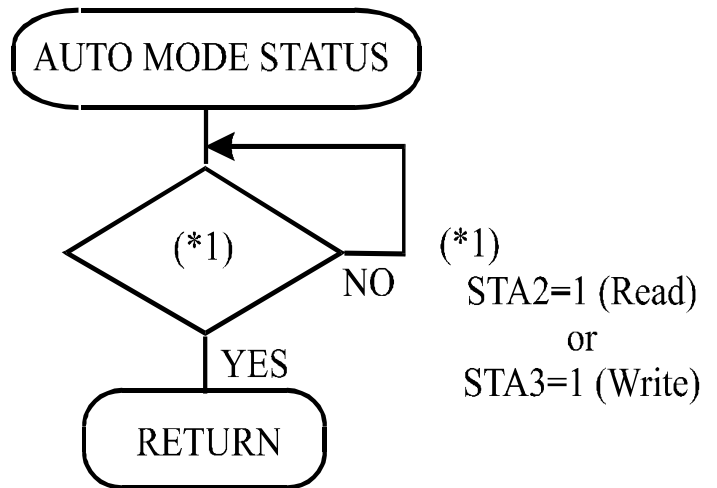 AUTO MODE STATUS
(*1)
NO
YES
RETURN
(*1)
STA2=1 (Read)
or
STA3=1 (Write)